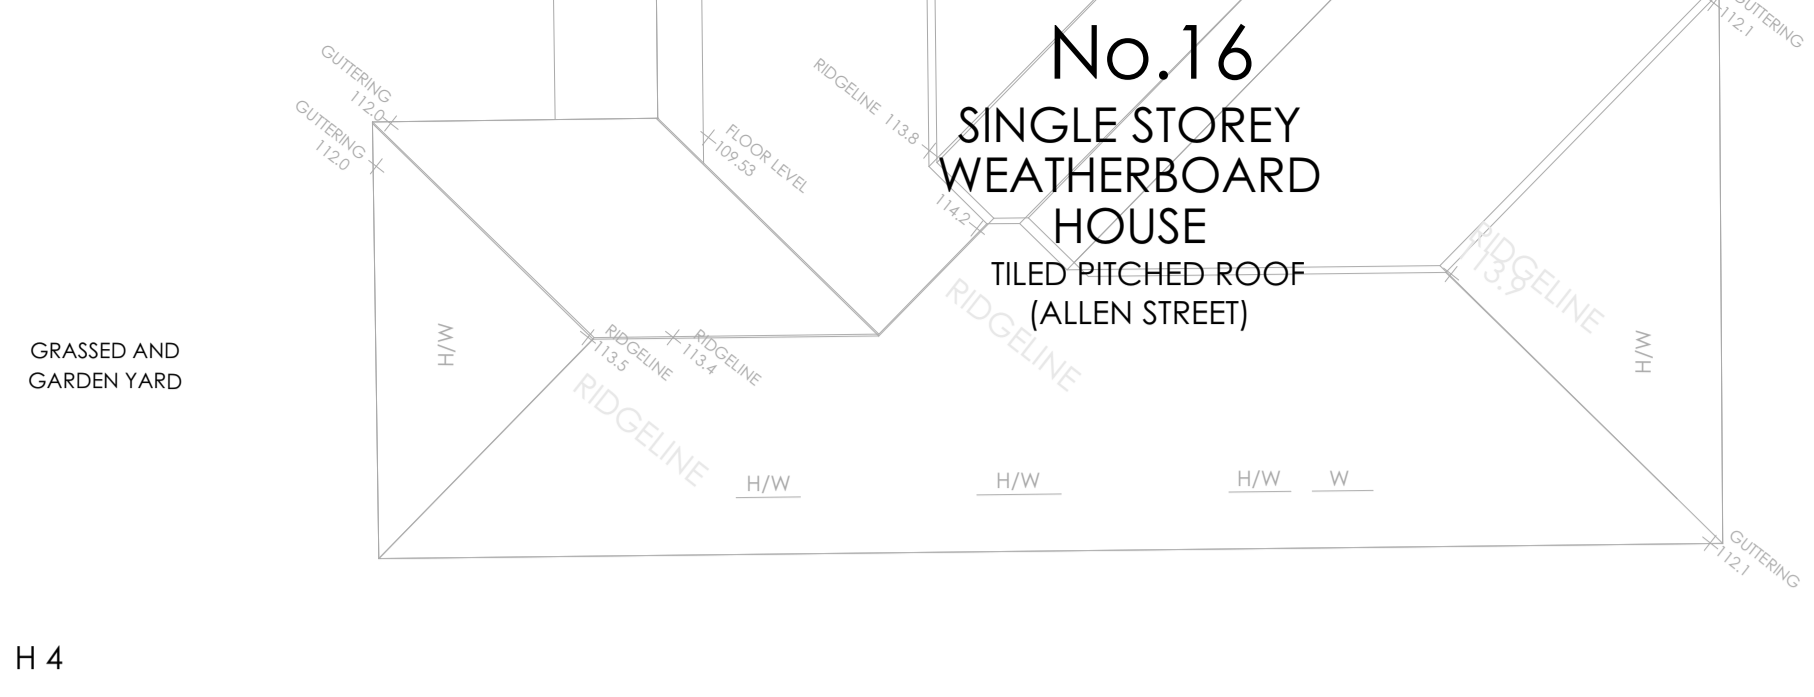 No.16
SINGLE STOREY
WEATHERBOARD
HOUSE
TILED PITCHED ROOF
(ALLEN STREET)
GUTTERING
112.0
GUTTERING
112.0
RIDGELINE 113.8
FLOOR LEVEL
109.53
114.2
GUTTERING
112.1
RIDGELINE
113.9
RIDGELINE
H/W
H/W
RIDGELINE
113.5
RIDGELINE
113.4
RIDGELINE
GRASSED AND
GARDEN YARD
H/W
H/W
H/W
W
GUTTERING
112.1
H 4